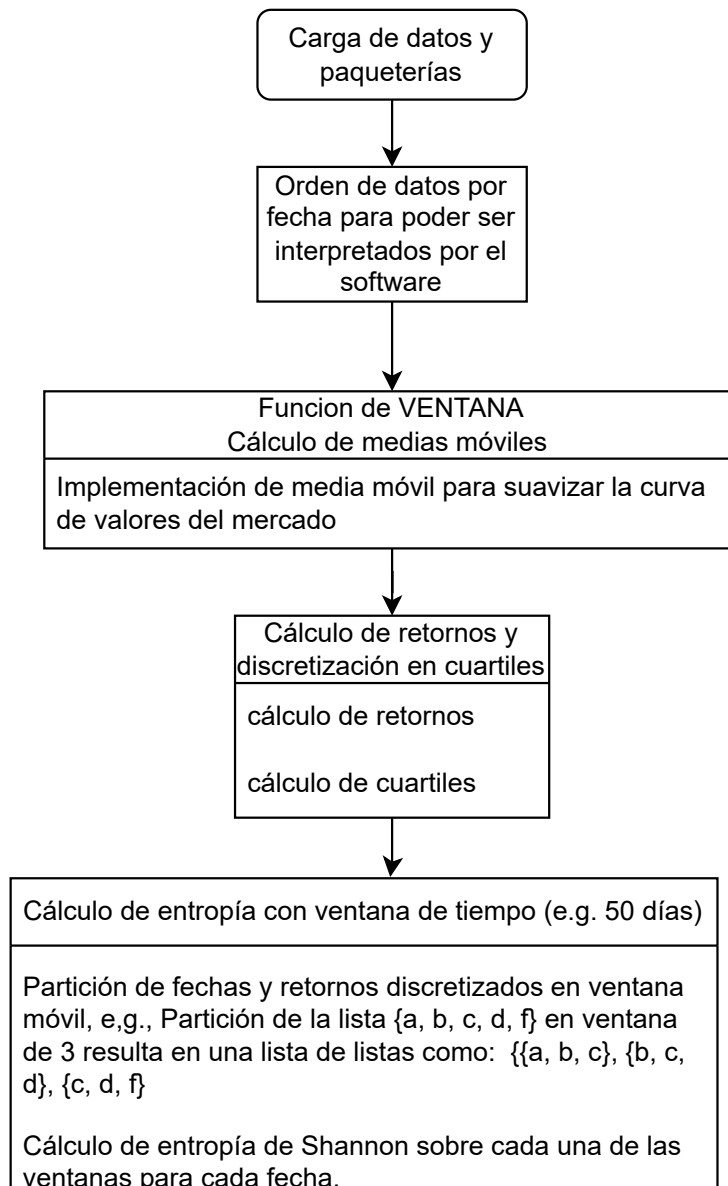 Carga de datos y
paqueterías
Orden de datos por
fecha para poder ser
interpretados por el
software
Funcion de VENTANA
Cálculo de medias móviles
Implementación de media móvil para suavizar la curva
de valores del mercado
Cálculo de retornos y
discretización en cuartiles
cálculo de retornos
cálculo de cuartiles
Cálculo de entropía con ventana de tiempo (e.g. 50 días)
Partición de fechas y retornos discretizados en ventana
móvil, e,g., Partición de la lista {a, b, c, d, f} en ventana
de 3 resulta en una lista de listas como:  {{a, b, c}, {b, c,
d}, {c, d, f}
Cálculo de entropía de Shannon sobre cada una de las
ventanas para cada fecha.